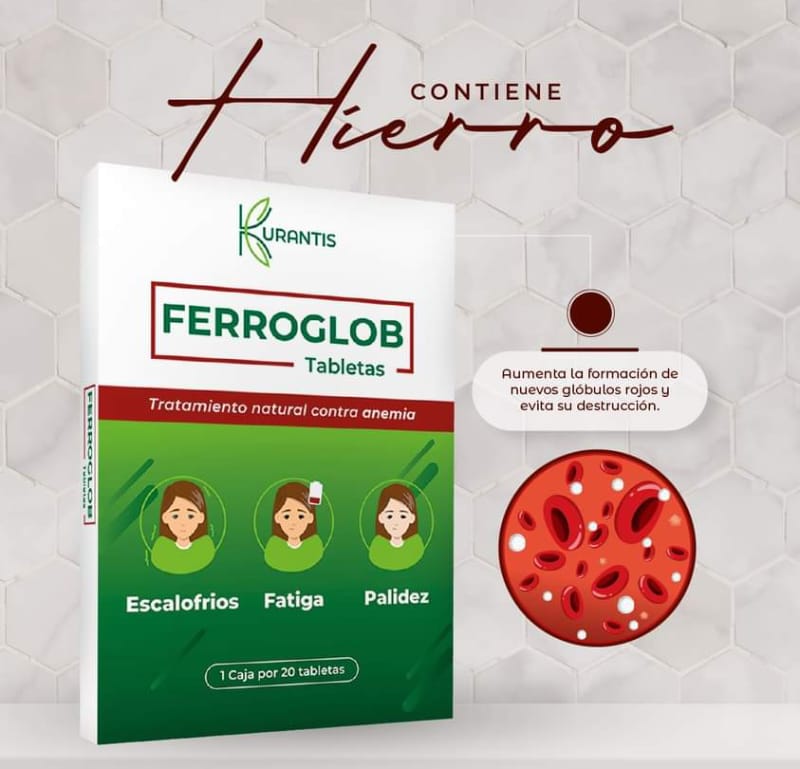 CONTIENE
Hierro
KURANTIS
FERROGLOB
Tabletas
Tratamiento natural contra anemia
Escalofrios Fatiga Palidez
1 Caja por 20 tabletas
FERROGLOB
Tabletas
Aumenta la formación de
nuevos glóbulos rojos y
evita su destrucción.